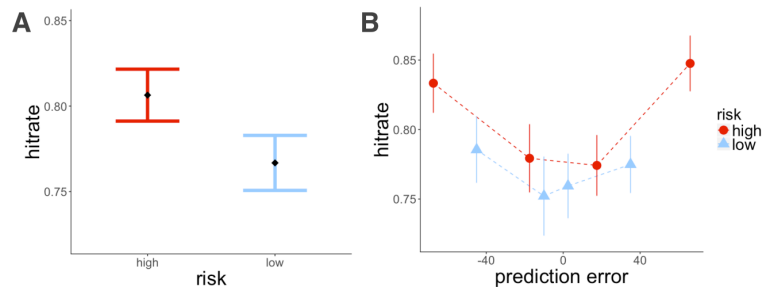 A
hitrate
0.85
0.80
0.75
high
low
risk
B
hitrate
0.85
0.80
0.75
-40
0
40
prediction error
risk
high
low